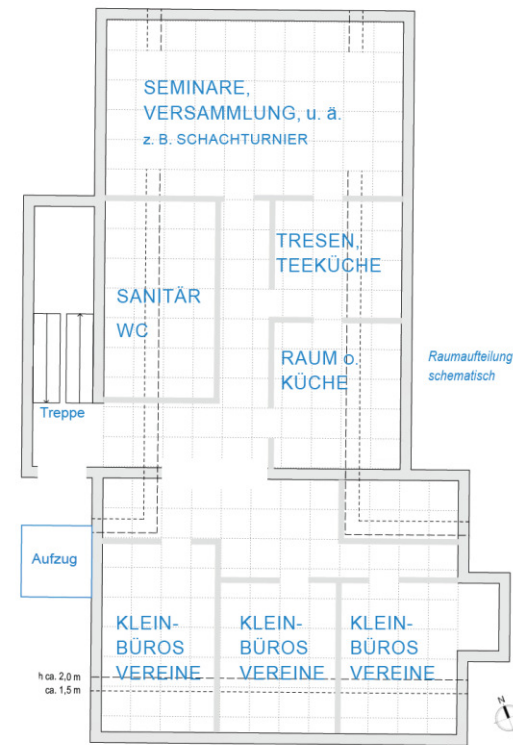 SEMINARE,
VERSAMMLUNG, u. ä.
z. B. SCHACHTURNIER
TRESEN,
TEEKÜCHE
SANITÄR
WC
RAUM o.
KÜCHE
Raumaufteilung
schematisch
Treppe
Aufzug
KLEIN-
BÜROS
VEREINE
KLEIN-
BÜROS
VEREINE
KLEIN-
BÜROS
VEREINE
h ca. 2,0 m
ca. 1,5 m
N